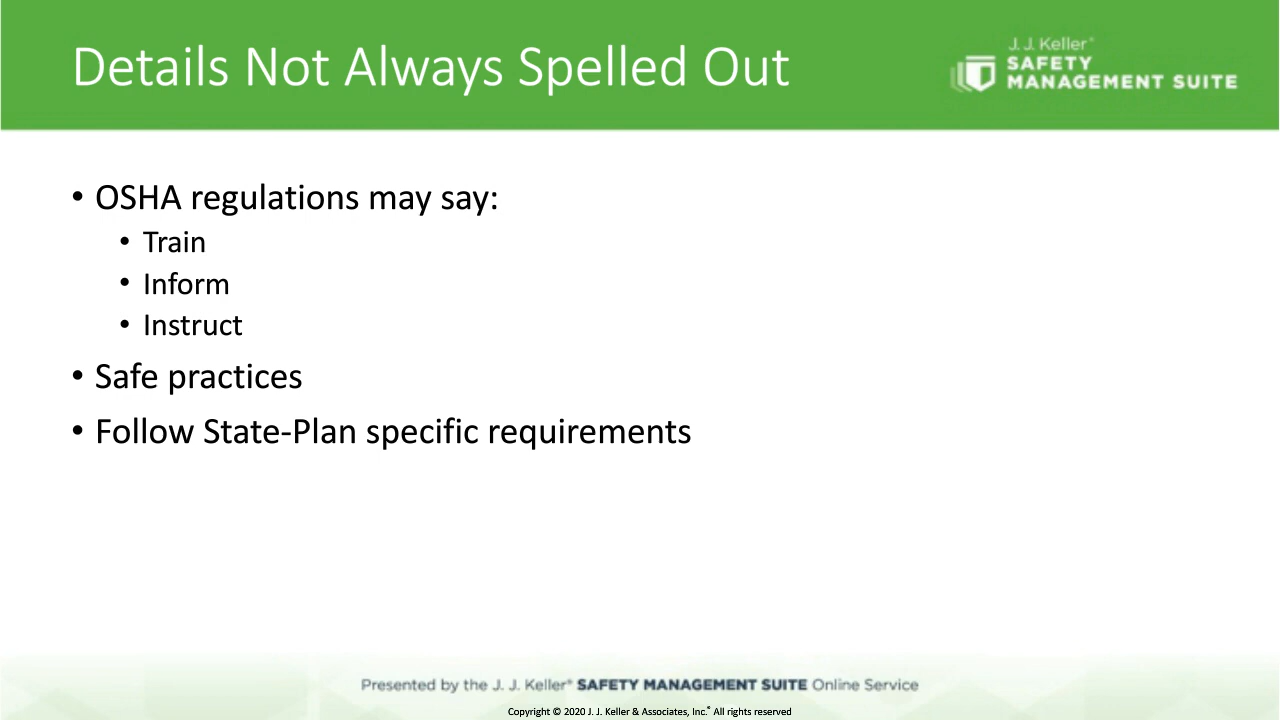 Details Not Always Spelled Out
J. J. Keller®
SAFETY
MANAGEMENT SUITE
• OSHA regulations may say:
• Train
• Inform
• Instruct
• Safe practices
• Follow State-Plan specific requirements
Presented by the J. J. Keller® SAFETY MANAGEMENT SUITE Online Service
Copyright © 2020 J. J. Keller & Associates, Inc.® All rights reserved